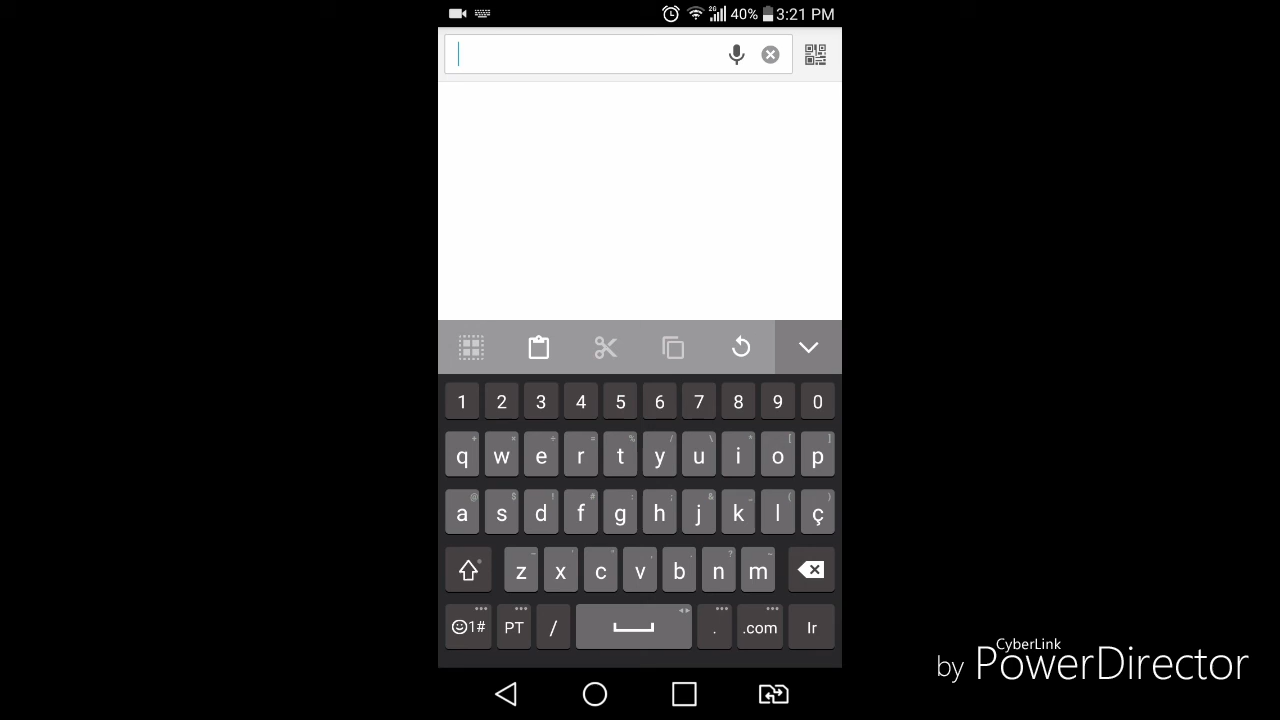 2G 40% 3:21 PM
1 2 3 4 5 6 7 8 9 0
q w e r t y u i o p
a s d f g h j k l ç
z x c v b n m
1# PT / . .com Ir
CyberLink
by PowerDirector